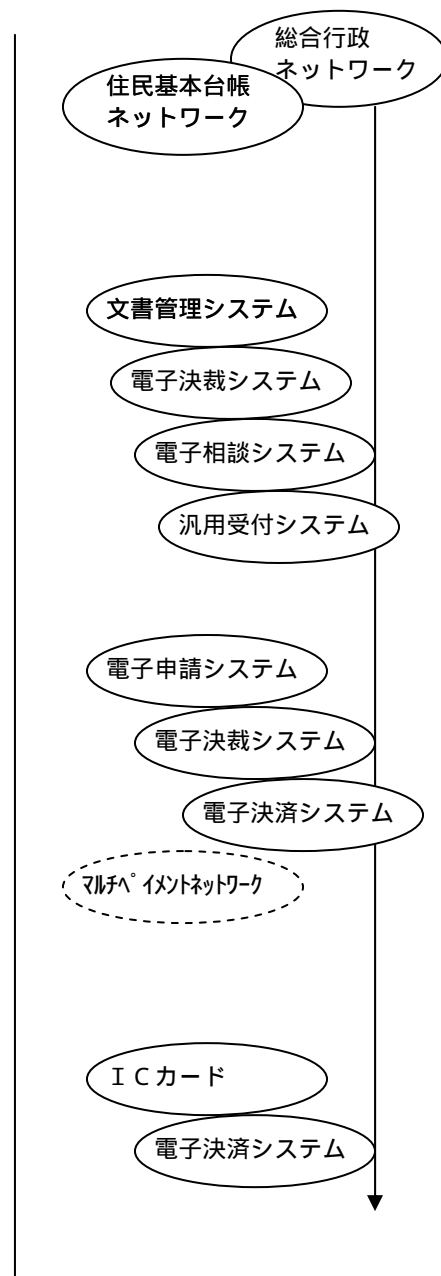 総合行政
ネットワーク
住民基本台帳
ネットワーク
文書管理システム
電子決裁システム
電子相談システム
汎用受付システム
電子申請システム
電子決裁システム
電子決済システム
ﾏﾙﾁﾍﾟｲﾒﾝﾄﾈｯﾄﾜｰｸ
ＩＣカード
電子決済システム